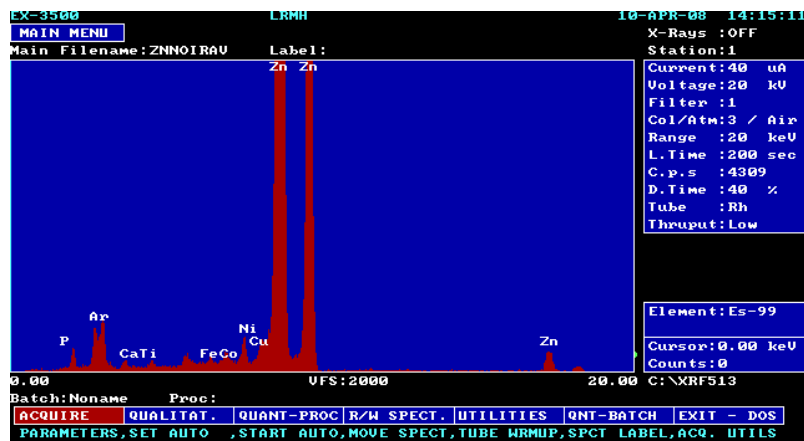 EX-3500 LRMH 10-APR-08 14:15:11
MAIN MENU X-Rays :OFF
Main Filename:ZNNOIRAV Label: Station:1
Zn Zn Current:40 uA
Voltage:20 kV
Filter :1
Col/Atm:3 / Air
Range :20 keV
L.Time :200 sec
C.p.s :4309
D.Time :40 %
Tube :Rh
Thruput:Low
Ar Element:Es-99
Ni
P Cu Zn Cursor:0.00 keV
CaTi FeCo Counts:0
0.00 VFS:2000 20.00 C:\XRF513
Batch:Noname Proc:
ACQUIRE QUALITAT. QUANT-PROC R/W SPECT. UTILITIES QNT-BATCH EXIT - DOS
PARAMETERS,SET AUTO ,START AUTO,MOVE SPECT,TUBE WRMUP,SPCT LABEL,ACQ. UTILS